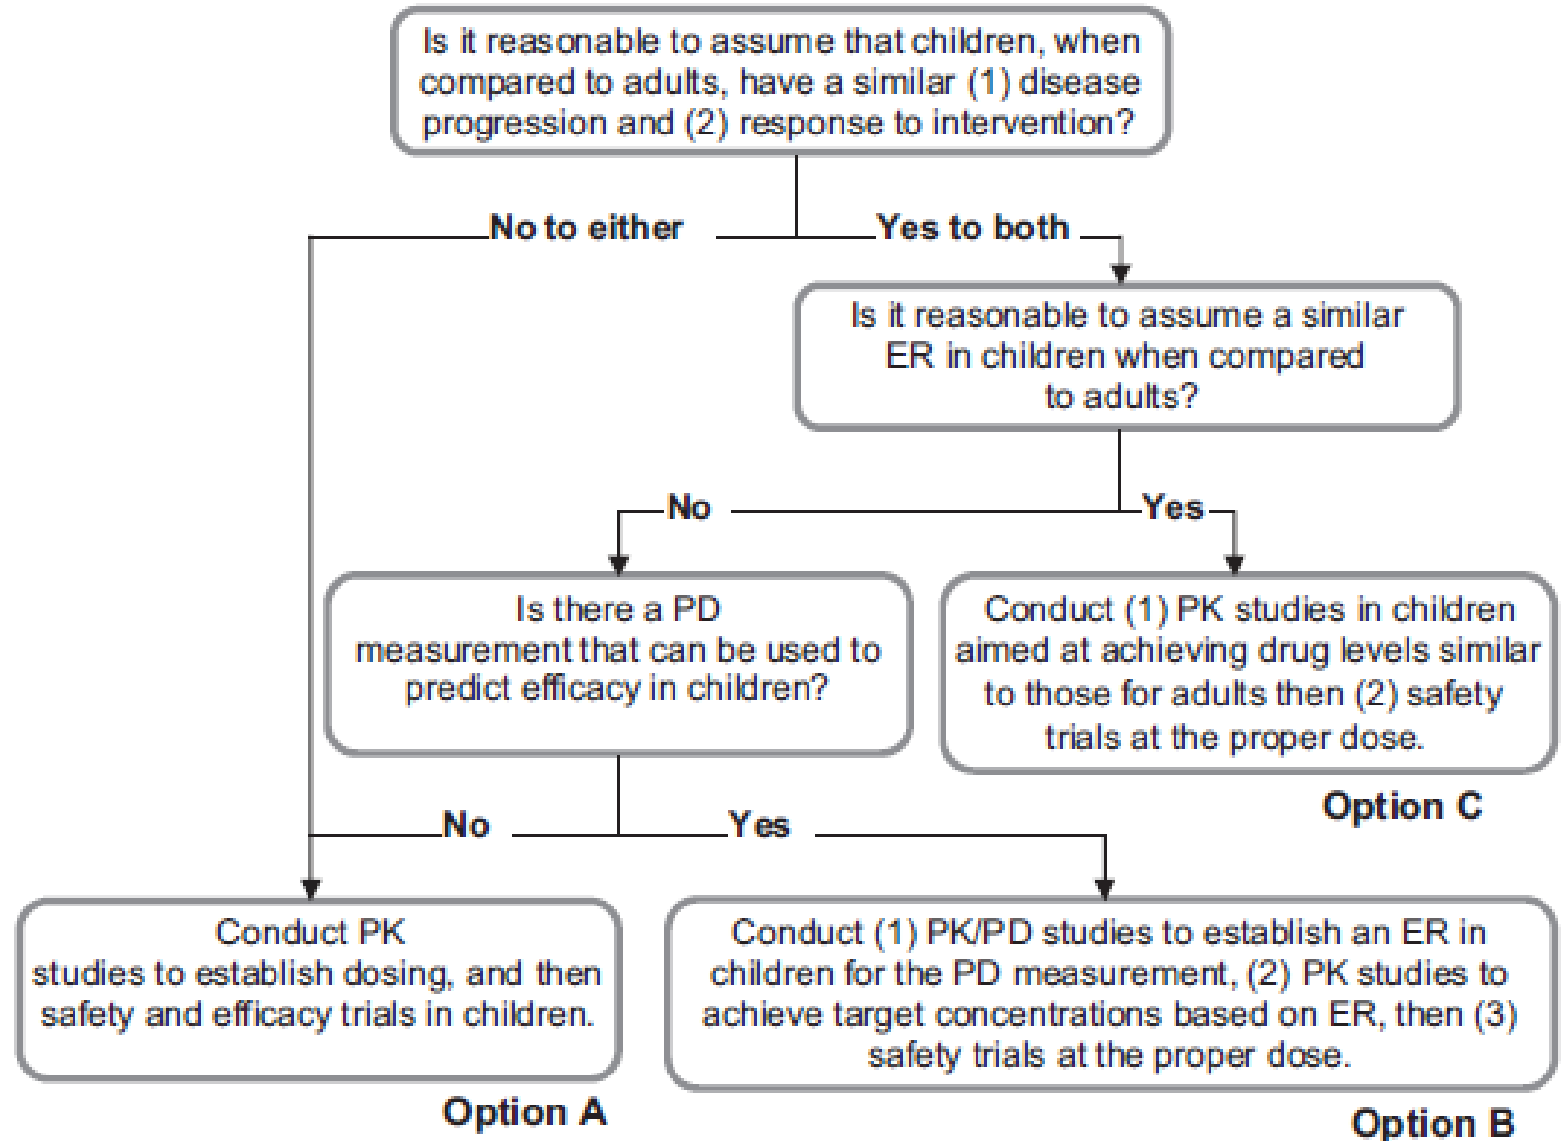 Is it reasonable to assume that children, when
compared to adults, have a similar (1) disease
progression and (2) response to intervention?
No to either
Yes to both
Is it reasonable to assume a similar
ER in children when compared
to adults?
No
Yes
Is there a PD
measurement that can be used to
predict efficacy in children?
Conduct (1) PK studies in children
aimed at achieving drug levels similar
to those for adults then (2) safety
trials at the proper dose.
Option C
No
Yes
Conduct PK
studies to establish dosing, and then
safety and efficacy trials in children.
Option A
Conduct (1) PK/PD studies to establish an ER in
children for the PD measurement, (2) PK studies to
achieve target concentrations based on ER, then (3)
safety trials at the proper dose.
Option B